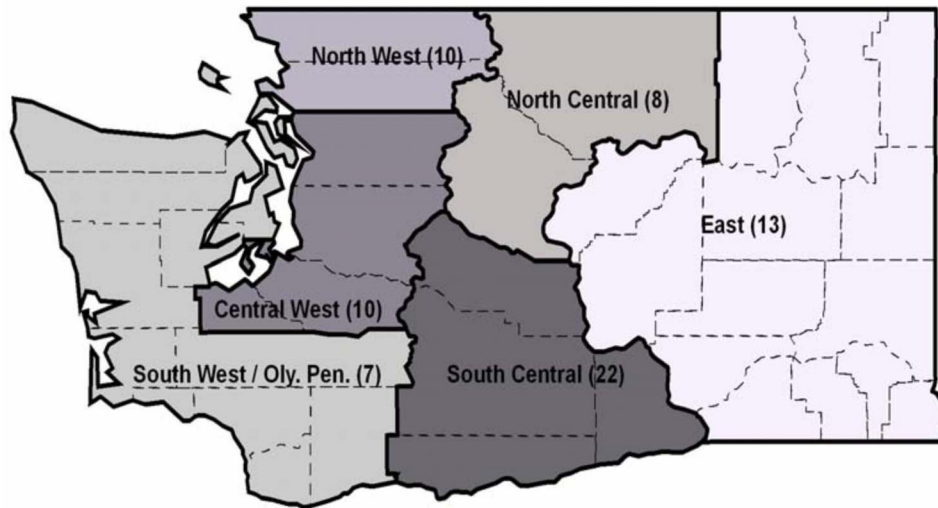 North West (10)
North Central (8)
East (13)
Central West (10)
South West / Oly. Pen. (7)
South Central (22)